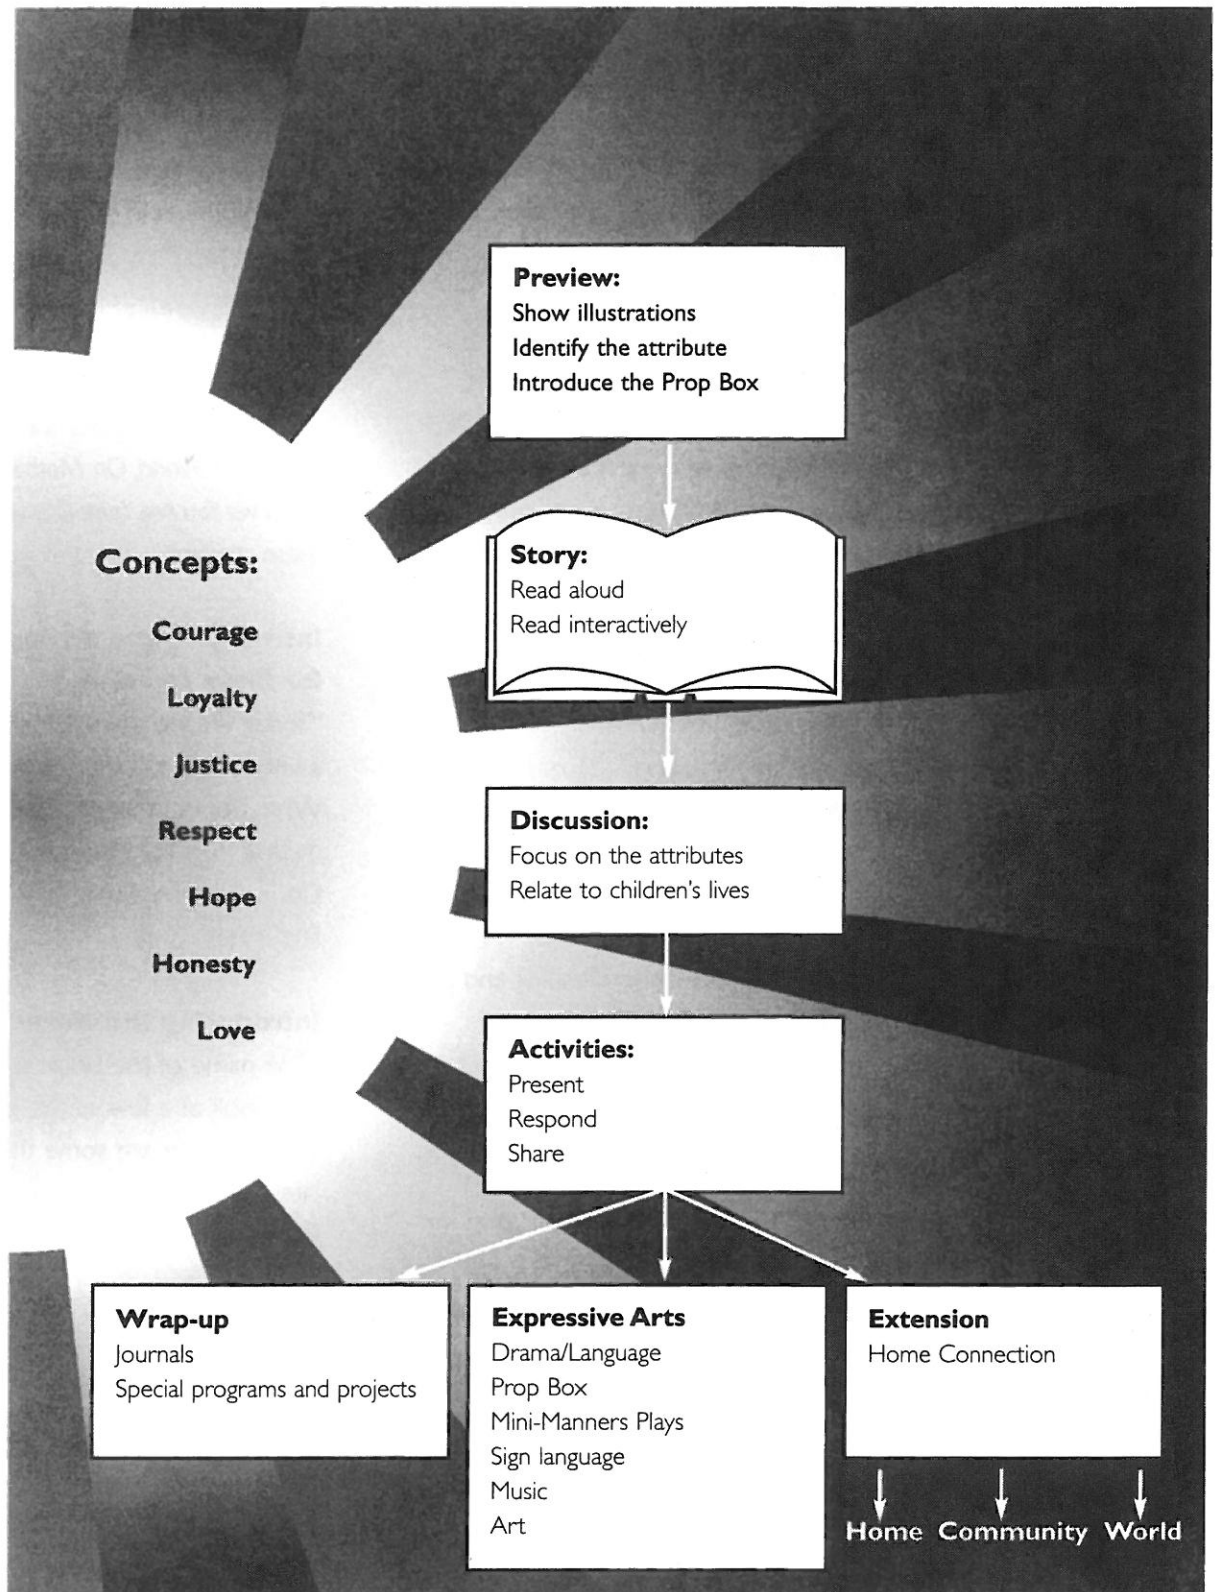 Preview:
Show illustrations
Identify the attribute
Introduce the Prop Box
Story:
Read aloud
Read interactively
Concepts:
Courage
Loyalty
Justice
Respect
Hope
Honesty
Love
Discussion:
Focus on the attributes
Relate to children's lives
Activities:
Present
Respond
Share
Wrap-up
Journals
Special programs and projects
Expressive Arts
Drama/Language
Prop Box
Mini-Manners Plays
Sign language
Music
Art
Extension
Home Connection
Home Community World